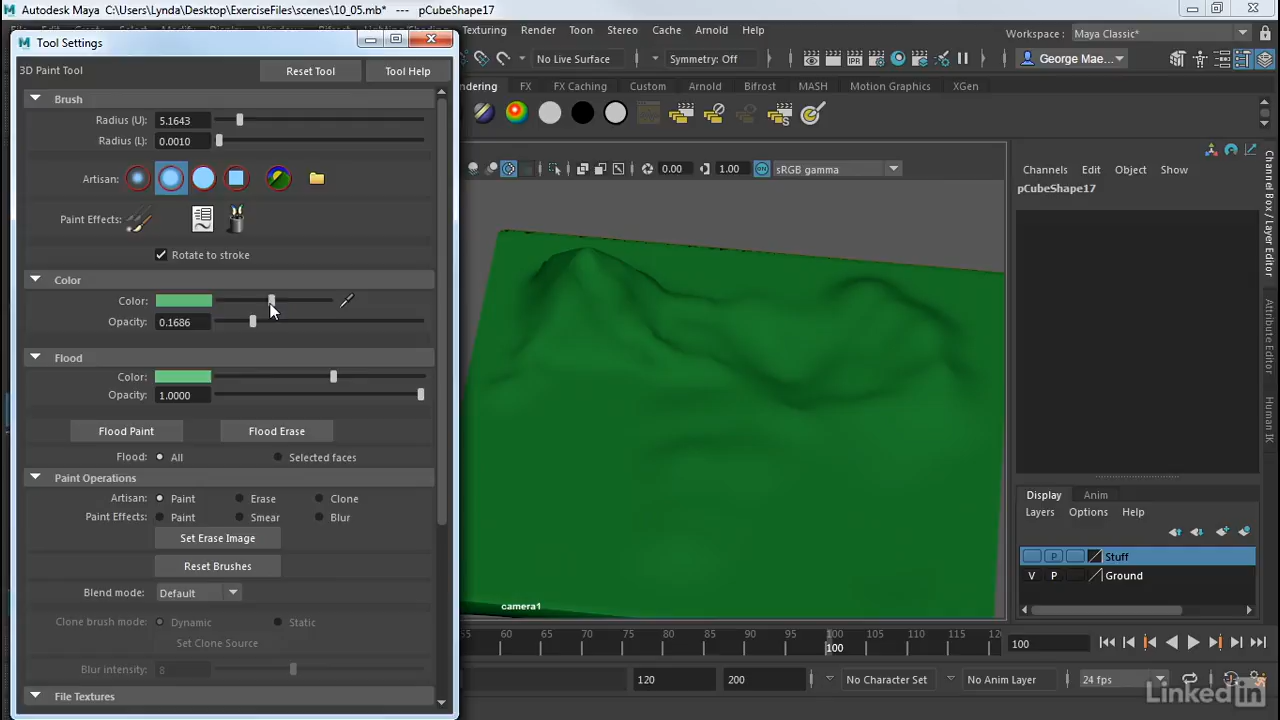 Autodesk Maya C:\Users\Lynda\Desktop\ExerciseFiles\scenes\10_05.mb* --- pCubeShape17
Texturing Render Toon Stereo Cache Arnold Help Workspace : Maya Classic*
Tool Settings
No Live Surface Symmetry: Off George Mae...
3D Paint Tool Reset Tool Tool Help
ndering FX FX Caching Custom Arnold Bifrost MASH Motion Graphics XGen
Brush
Radius (U): 5.1643
Radius (L): 0.0010
0.00 1.00 sRGB gamma
Channels Edit Object Show
pCubeShape17
Artisan:
Paint Effects:
Rotate to stroke
Color
Color:
Opacity: 0.1686
Flood
Color:
Opacity: 1.0000
Flood Paint Flood Erase
Flood: All Selected faces
Paint Operations
Artisan: Paint Erase Clone
Paint Effects: Paint Smear Blur
Set Erase Image
Reset Brushes
Blend mode: Default
Clone brush mode: Dynamic Static
Set Clone Source
Blur intensity: 8
File Textures
camera1
Channel Box / Layer Editor
Attribute Editor
Human IK
Display Anim
Layers Options Help
P Stuff
V P Ground
55 60 65 70 75 80 85 90 95 100 105 110 115 120
100
100
120 200 No Character Set No Anim Layer 24 fps
LinkedIn